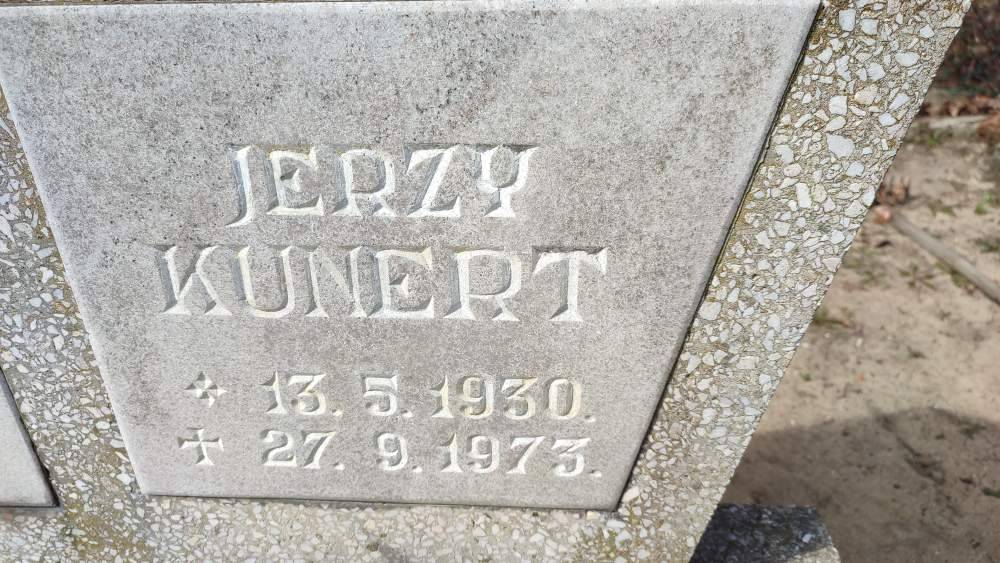 JERZY
KUNERT
13. 5. 1930.
27. 9. 1973.